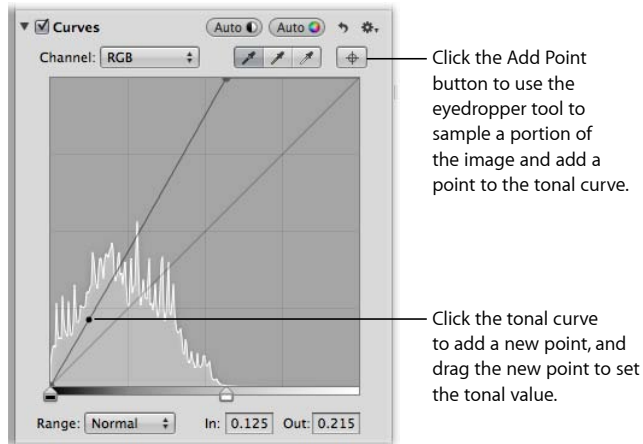 Curves
Auto
Auto
Channel: RGB
Range: Normal
In: 0.125 Out: 0.215
Click the Add Point
button to use the
eyedropper tool to
sample a portion of
the image and add a
point to the tonal curve.
Click the tonal curve
to add a new point, and
drag the new point to set
the tonal value.